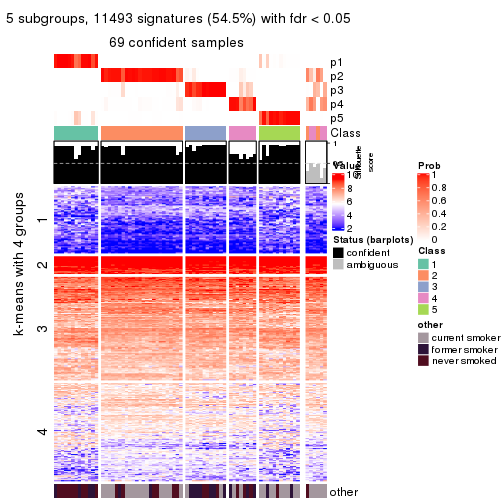 5 subgroups, 11493 signatures (54.5%) with fdr < 0.05
69 confident samples
p1
p2
p3
p4
p5
Class
1
0.5
0
Silhouette
score
k-means with 4 groups
1
2
3
4
other
Value
10
8
6
4
2
Status (barplots)
confident
ambiguous
Prob
1
0.8
0.6
0.4
0.2
0
Class
1
2
3
4
5
other
current smoker
former smoker
never smoked